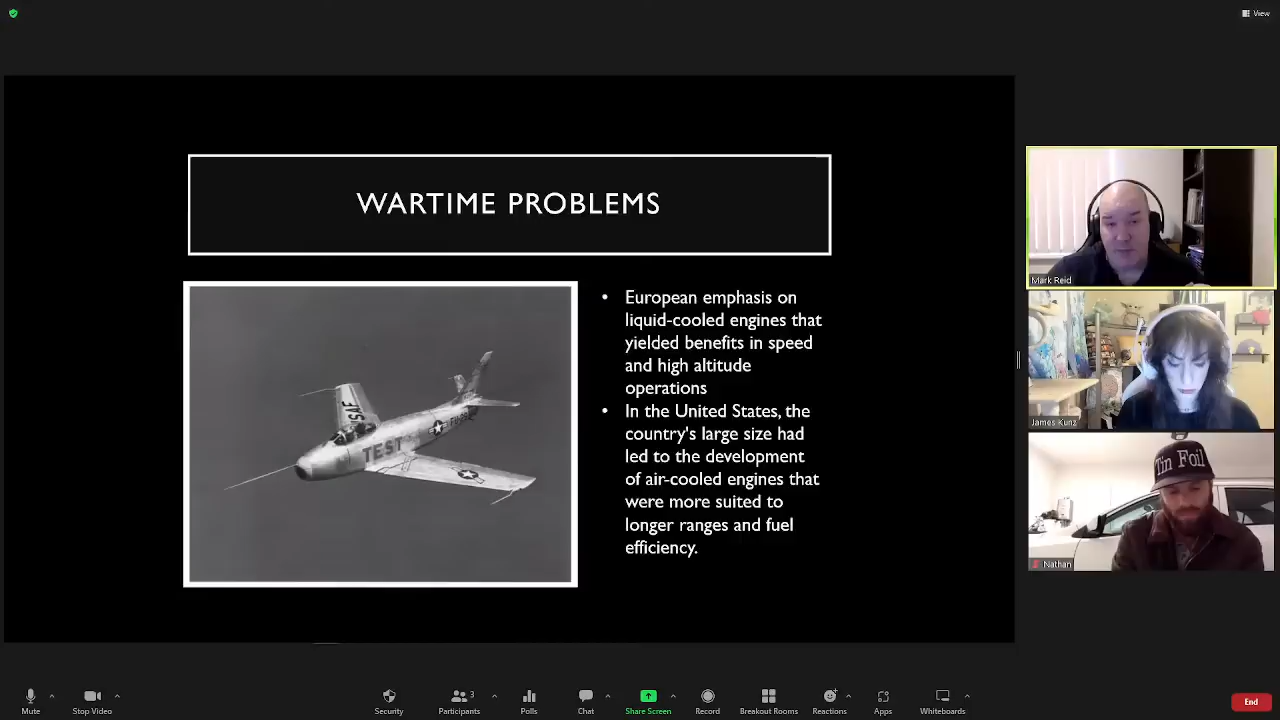 View
WARTIME PROBLEMS
USAF
TEST
• European emphasis on
liquid-cooled engines that
yielded benefits in speed
and high altitude
operations
• In the United States, the
country's large size had
led to the development
of air-cooled engines that
were more suited to
longer ranges and fuel
efficiency.
Mark Reid
James Kunz
Tin Foil
Nathan
Mute
Stop Video
Security
Participants
3
Polls
Chat
Share Screen
Record
Breakout Rooms
Reactions
Apps
Whiteboards
End